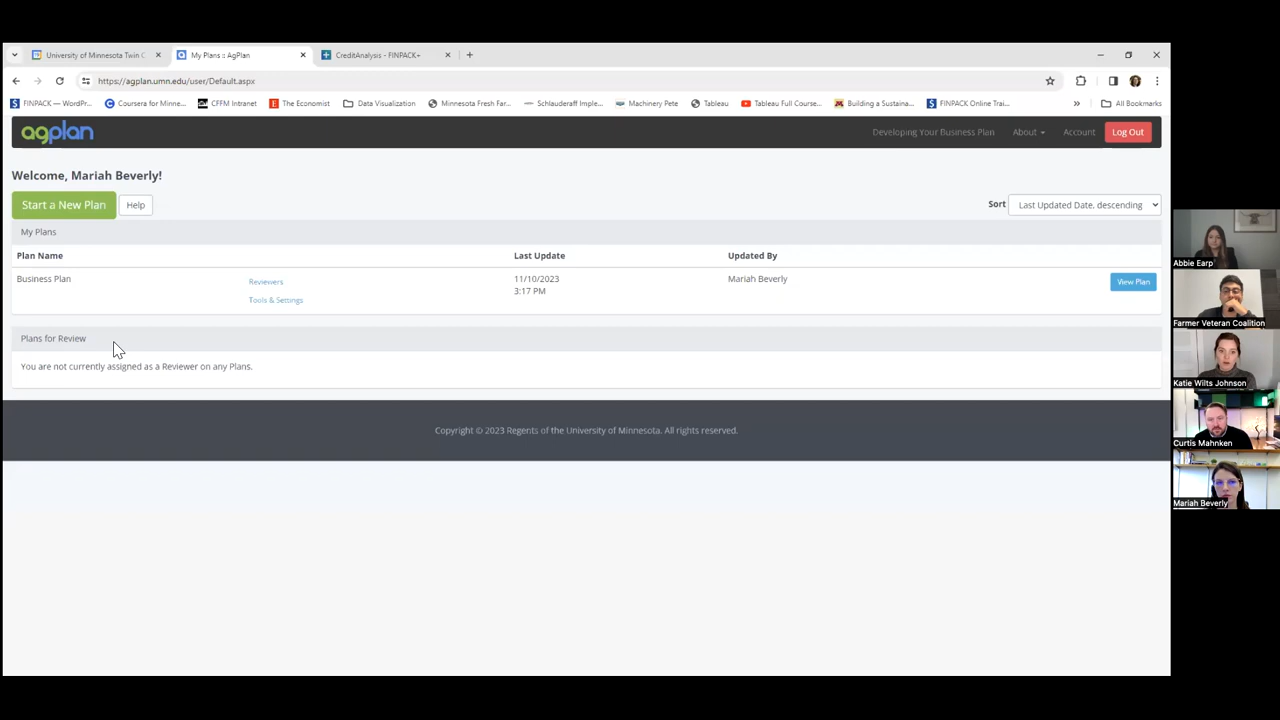 University of Minnesota Twin C
My Plans :: AgPlan
CreditAnalysis - FINPACK+
https://agplan.umn.edu/user/Default.aspx
FINPACK — WordPr...
Coursera for Minne...
CFFM Intranet
The Economist
Data Visualization
Minnesota Fresh Far...
Schlauderaff Imple...
Machinery Pete
Tableau
Tableau Full Course...
Building a Sustaina...
FINPACK Online Trai...
»
All Bookmarks
agplan
Developing Your Business Plan
About
Account
Log Out
Welcome, Mariah Beverly!
Start a New Plan
Help
Sort
Last Updated Date, descending
My Plans
Plan Name
Last Update
Updated By
Business Plan
Reviewers
Tools & Settings
11/10/2023
3:17 PM
Mariah Beverly
View Plan
Plans for Review
You are not currently assigned as a Reviewer on any Plans.
Copyright © 2023 Regents of the University of Minnesota. All rights reserved.
Abbie Earp
Farmer Veteran Coalition
Katie Wilts Johnson
Curtis Mahnken
Mariah Beverly